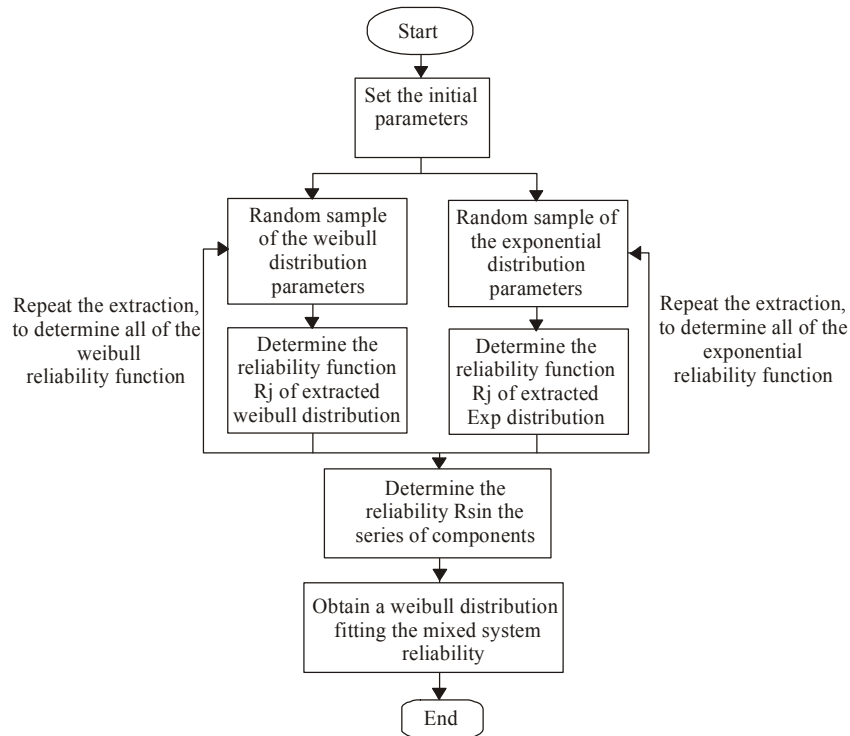 Start
Set the initial
parameters
Random sample
of the weibull
distribution
parameters
Random sample of
the exponential
distribution
parameters
Repeat the extraction,
to determine all of the
weibull
reliability function
Determine the
reliability function
Rj of extracted
weibull distribution
Determine the
reliability function
Rj of extracted
Exp distribution
Repeat the extraction,
to determine all of the
exponential
reliability function
Determine the
reliability Rsin the
series of components
Obtain a weibull distribution
fitting the mixed system
reliability
End